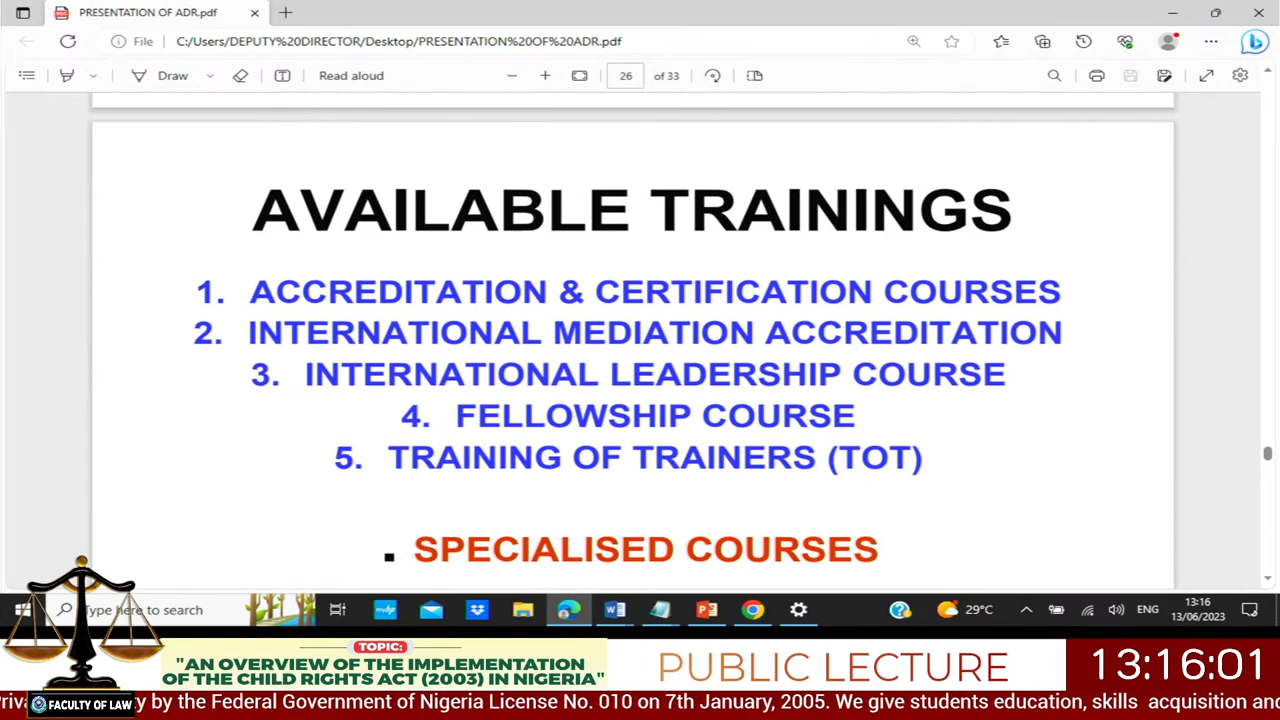 PRESENTATION OF ADR.pdf
File
C:/Users/DEPUTY%20DIRECTOR/Desktop/PRESENTATION%20OF%20ADR.pdf
Draw
Read aloud
26 of 33
AVAILABLE TRAININGS
1. ACCREDITATION & CERTIFICATION COURSES
2. INTERNATIONAL MEDIATION ACCREDITATION
3. INTERNATIONAL LEADERSHIP COURSE
4. FELLOWSHIP COURSE
5. TRAINING OF TRAINERS (TOT)
. SPECIALISED COURSES
Type here to search
29°C
ENG
13:16
13/06/2023
TOPIC:
"AN OVERVIEW OF THE IMPLEMENTATION
OF THE CHILD RIGHTS ACT (2003) IN NIGERIA"
PUBLIC LECTURE
13:16:01
FACULTY OF LAW
by the Federal Government of Nigeria License No. 010 on 7th January, 2005. We give students education, skills acquisition and